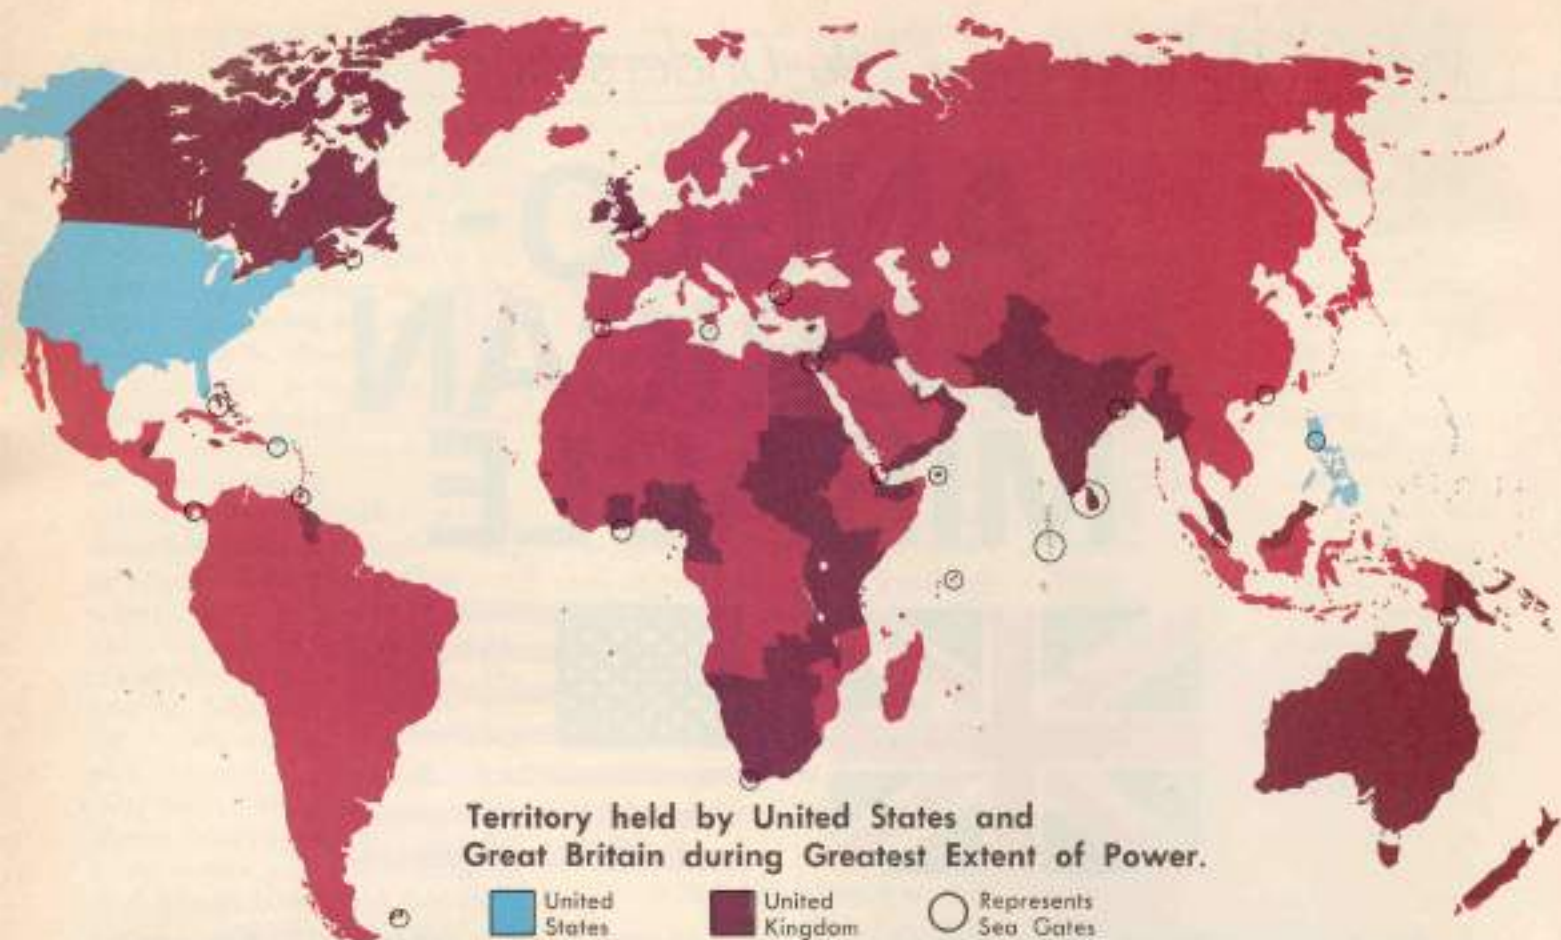 Territory held by United States and
Great Britain during Greatest Extent of Power.
United
States
United
Kingdom
Represents
Sea Gates